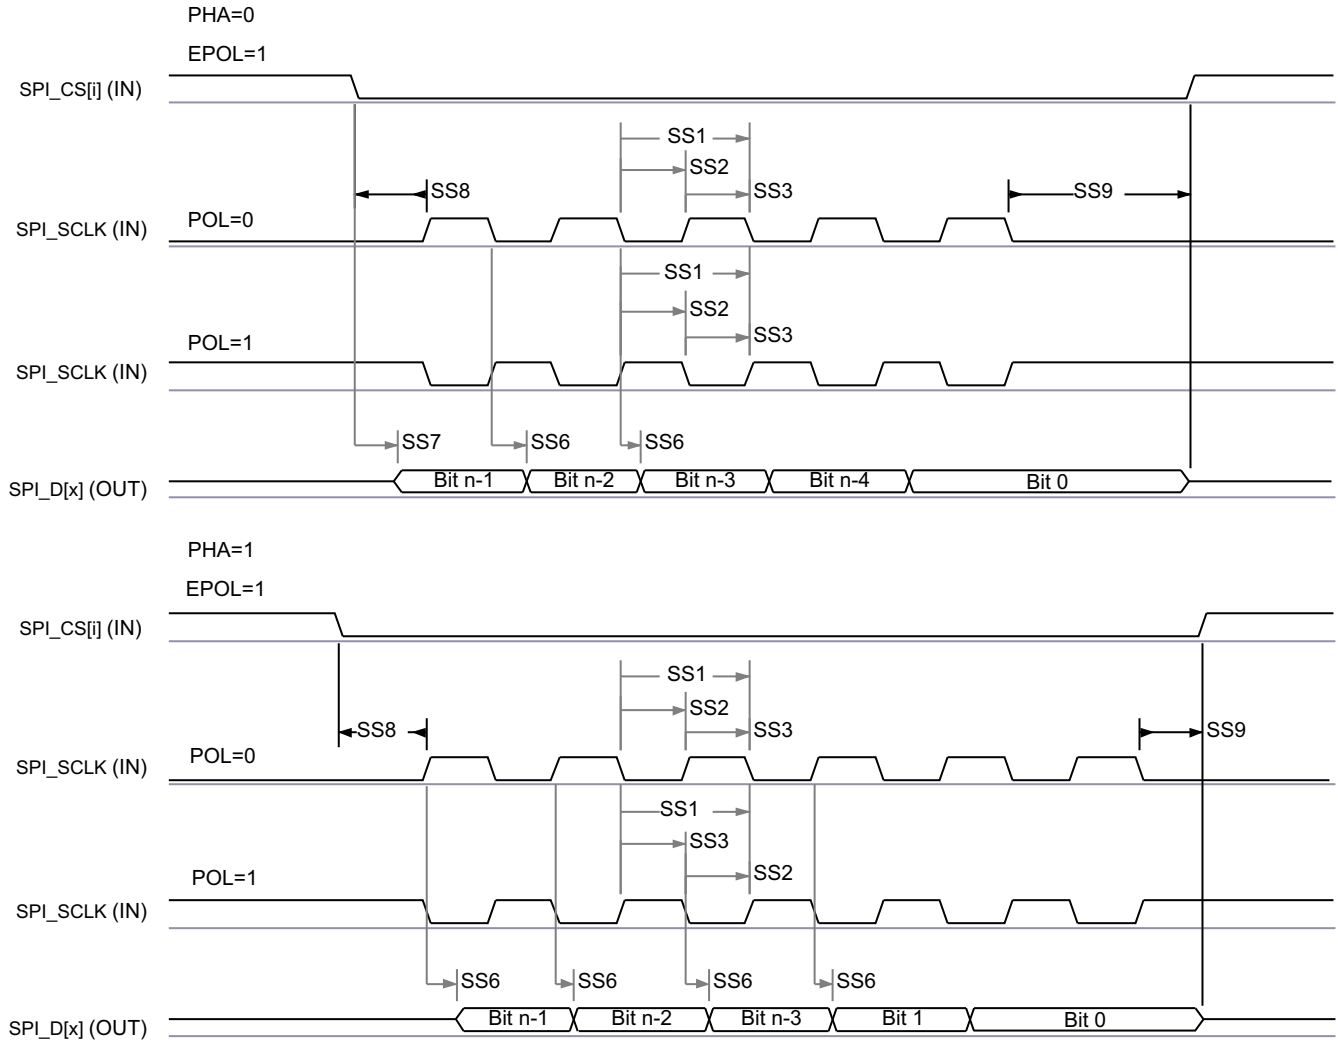 PHA=0
EPOL=1
SPI_CS[i] (IN)
SS1
SS2
SS8
SS3
SS9
POL=0
SPI_SCLK (IN)
SS1
SS2
SS3
POL=1
SPI_SCLK (IN)
SS7
SS6
SS6
SPI_D[x] (OUT)
Bit n-1
Bit n-2
Bit n-3
Bit n-4
Bit 0
PHA=1
EPOL=1
SPI_CS[i] (IN)
SS1
SS2
SS8
SS3
SS9
POL=0
SPI_SCLK (IN)
SS1
SS3
SS2
POL=1
SPI_SCLK (IN)
SS6
SS6
SS6
SS6
SPI_D[x] (OUT)
Bit n-1
Bit n-2
Bit n-3
Bit 1
Bit 0